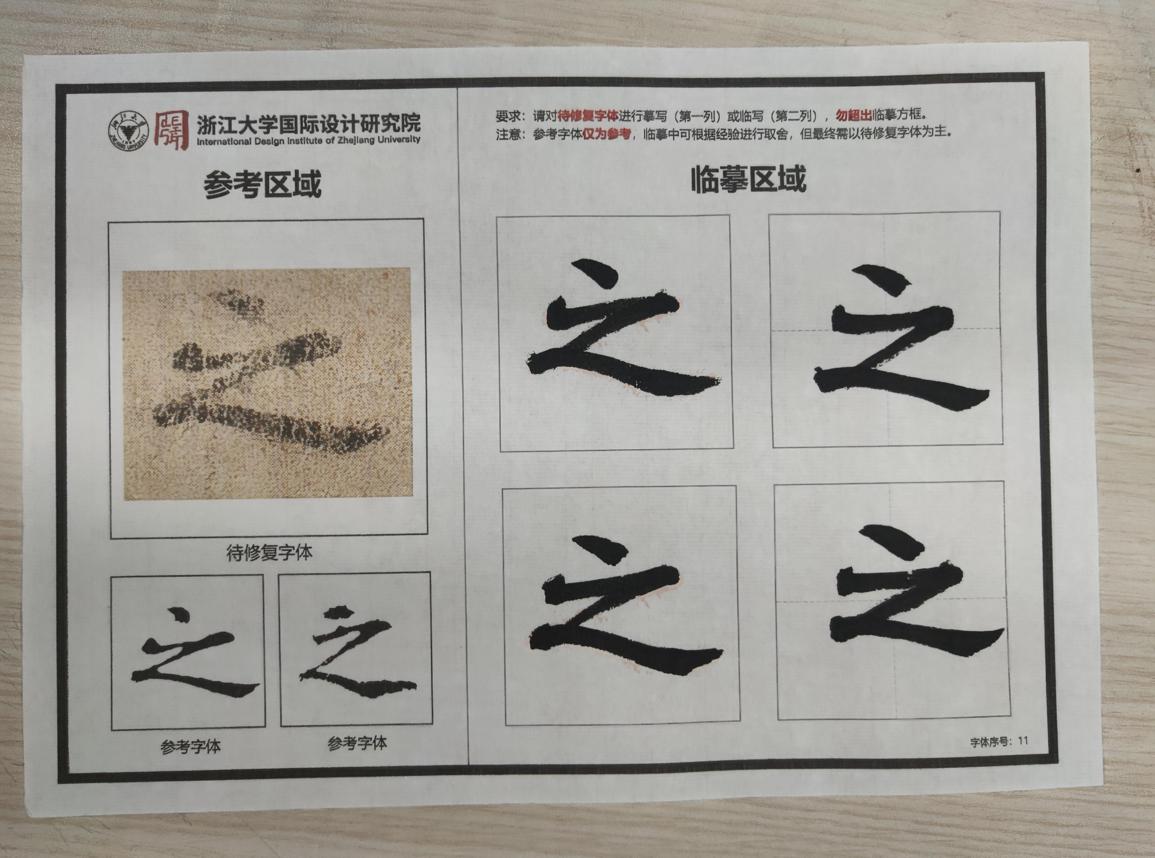 浙江大学国际设计研究院
International Design Institute of Zhejiang University
参考区域
之
待修复字体
之
之
参考字体
参考字体
要求：请对待修复字体进行摹写（第一列）或临写（第二列），勿超出临摹方框。
注意：参考字体仅为参考，临摹中可根据经验进行取舍，但最终需以待修复字体为主。
临摹区域
之
之
之
之
字体序号：11